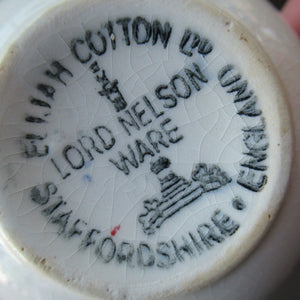 ELIJAH COTTON LTD
LORD NELSON
WARE
STAFFORDSHIRE · ENGLAND